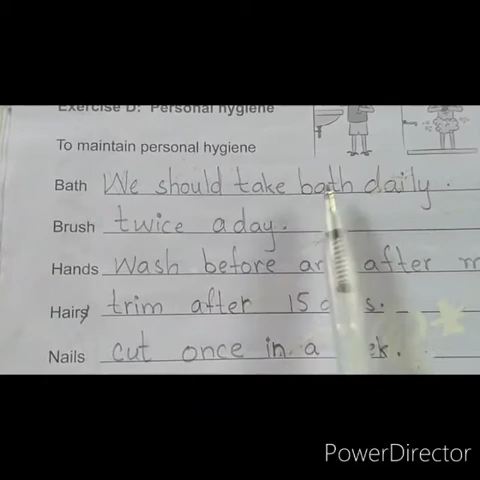 Exercise D: Personal hygiene
To maintain personal hygiene
Bath We should take bath daily.
Brush twice a day.
Hands wash before after
Hairs trim after 15
Nails cut once in a
PowerDirector